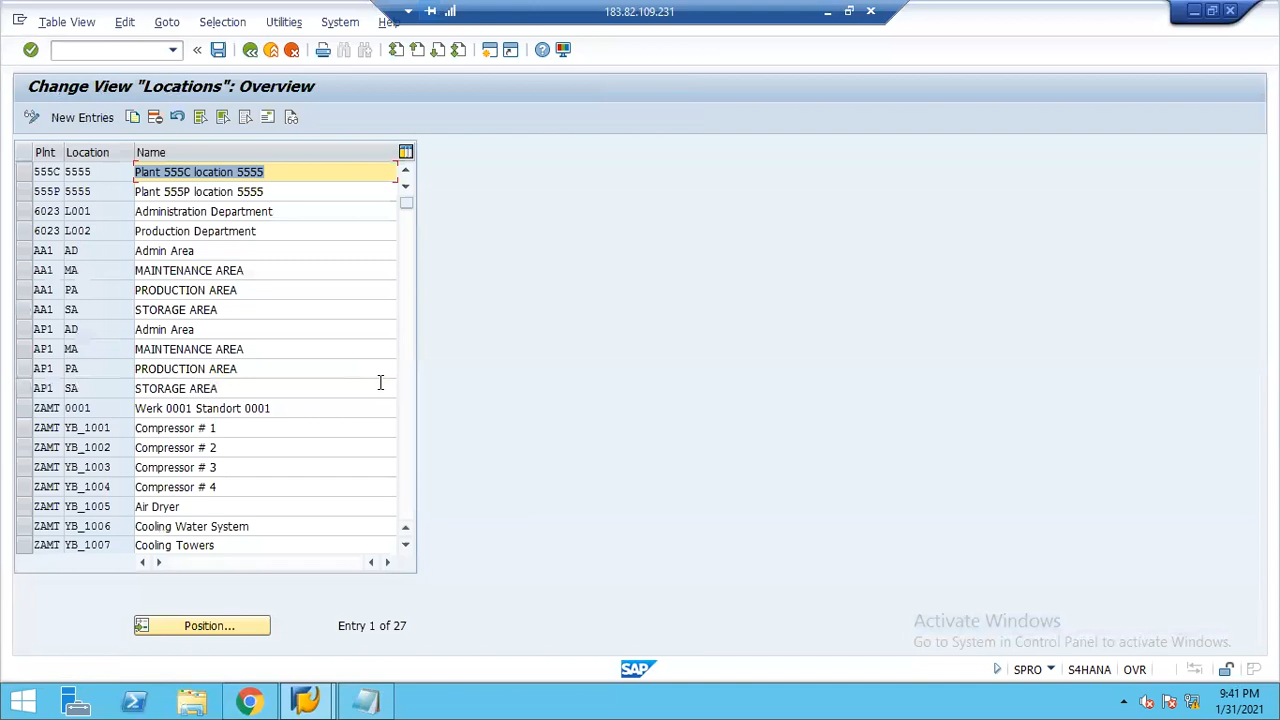 183.82.109.231
Table View Edit Goto Selection Utilities System Help
Change View "Locations": Overview
New Entries
Plnt Location Name
555C 5555 Plant 555C location 5555
555P 5555 Plant 555P location 5555
6023 L001 Administration Department
6023 L002 Production Department
AA1 AD Admin Area
AA1 MA MAINTENANCE AREA
AA1 PA PRODUCTION AREA
AA1 SA STORAGE AREA
AP1 AD Admin Area
AP1 MA MAINTENANCE AREA
AP1 PA PRODUCTION AREA
AP1 SA STORAGE AREA
ZAMT 0001 Werk 0001 Standort 0001
ZAMT YB_1001 Compressor # 1
ZAMT YB_1002 Compressor # 2
ZAMT YB_1003 Compressor # 3
ZAMT YB_1004 Compressor # 4
ZAMT YB_1005 Air Dryer
ZAMT YB_1006 Cooling Water System
ZAMT YB_1007 Cooling Towers
Position... Entry 1 of 27
Activate Windows
Go to System in Control Panel to activate Windows.
SAP SPRO S4HANA OVR
9:41 PM
1/31/2021